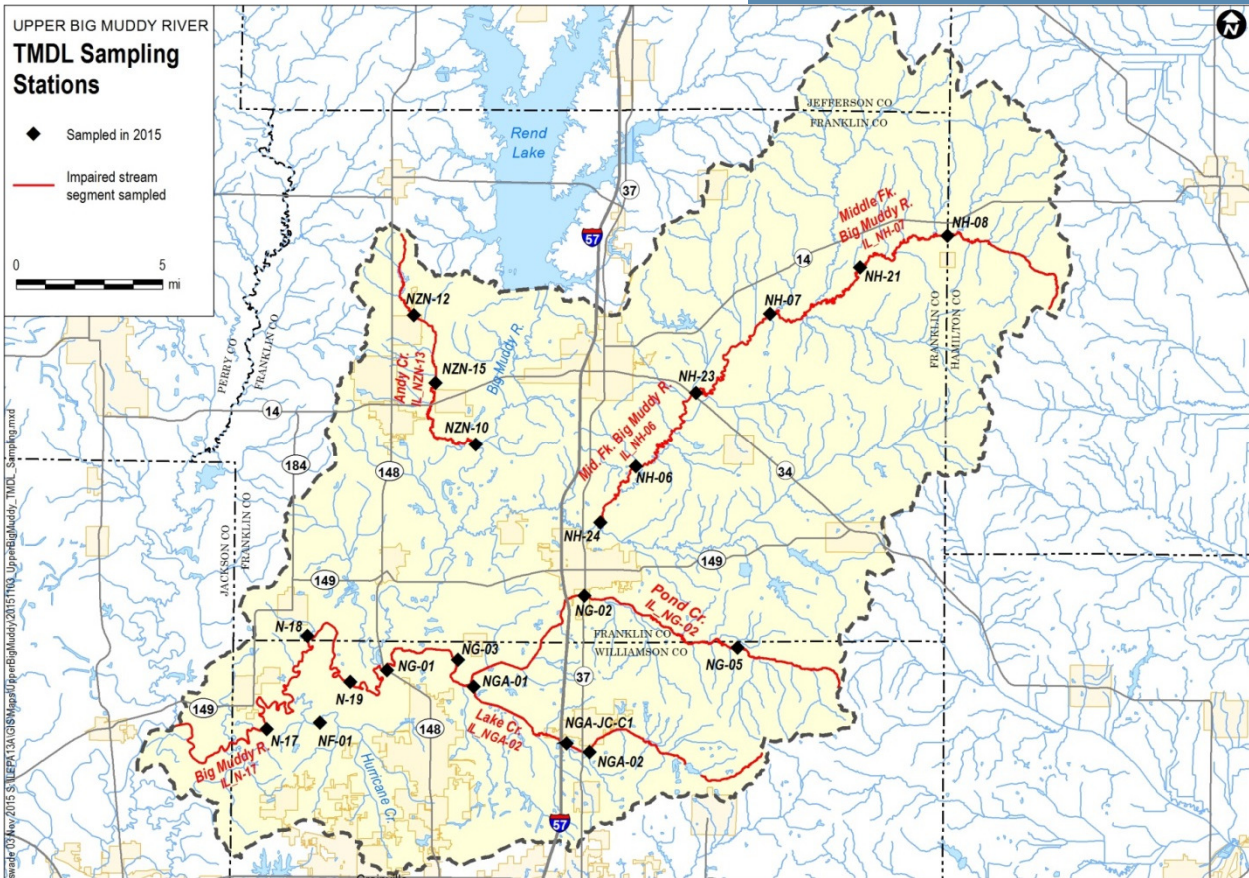 UPPER BIG MUDDY RIVER
TMDL Sampling
Stations
Sampled in 2015
Impaired stream
segment sampled
0 5
mi
N
Rend
Lake
JEFFERSON CO
FRANKLIN CO
37
57
14
Middle Fk.
Big Muddy R.
IL_NH-07
NH-08
NH-21
NH-07
FRANKLIN CO
HAMILTON CO
NZN-12
NZN-15
Andy Cr.
IL_NZN-13
Big Muddy R.
NZN-10
PERRY CO
FRANKLIN CO
14
184
148
NH-23
Mid. Fk. Big Muddy R.
IL_NH-06
NH-06
34
NH-24
JACKSON CO
FRANKLIN CO
149
149
NG-02
Pond Cr.
IL_NG-02
FRANKLIN CO
WILLIAMSON CO
NG-05
N-18
NG-03
NG-01
NGA-01
N-19
37
149
N-17
NF-01
148
Lake Cr.
IL_NGA-02
NGA-JC-C1
NGA-02
Big Muddy R.
IL_N-17
Hurricane Cr.
57